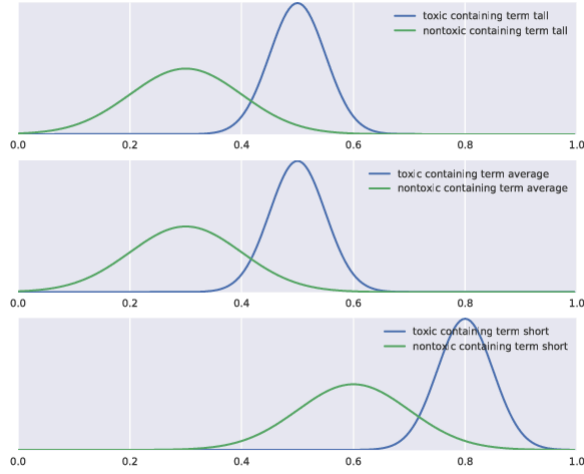 toxic containing term tall
nontoxic containing term tall
0.0 0.2 0.4 0.6 0.8 1.0
toxic containing term average
nontoxic containing term average
0.0 0.2 0.4 0.6 0.8 1.0
toxic containing term short
nontoxic containing term short
0.0 0.2 0.4 0.6 0.8 1.0